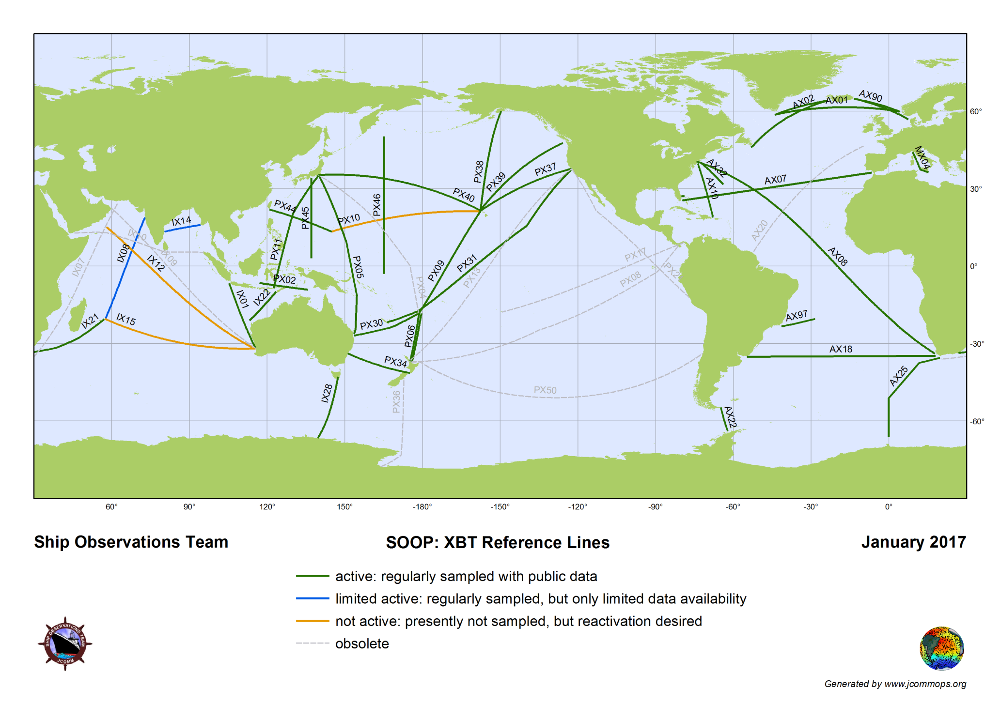 AX90
AX02
AX01
60°
MX04
PX38
AX32
PX37
PX39
AX07
30°
AX10
PX40
PX44
PX46
PX45
PX10
IX14
AX20
IX10
PX11
IX08
PX17
AX08
IX09
IX12
IX07
PX05
PX09
PX31
0°
PX2
PX13
PX08
PX02
PX04
IX22
IX01
AX97
IX21
IX15
PX30
PX06
-30°
AX18
PX34
AX25
PX50
IX28
PX36
AX22
-60°
60° 90° 120° 150° -180° -150° -120° -90° -60° -30° 0°
Ship Observations Team
SOOP: XBT Reference Lines
January 2017
active: regularly sampled with public data
limited active: regularly sampled, but only limited data availability
not active: presently not sampled, but reactivation desired
obsolete
SHIP OBSERVATIONS TEAM
JCOMM
Generated by www.jcommops.org